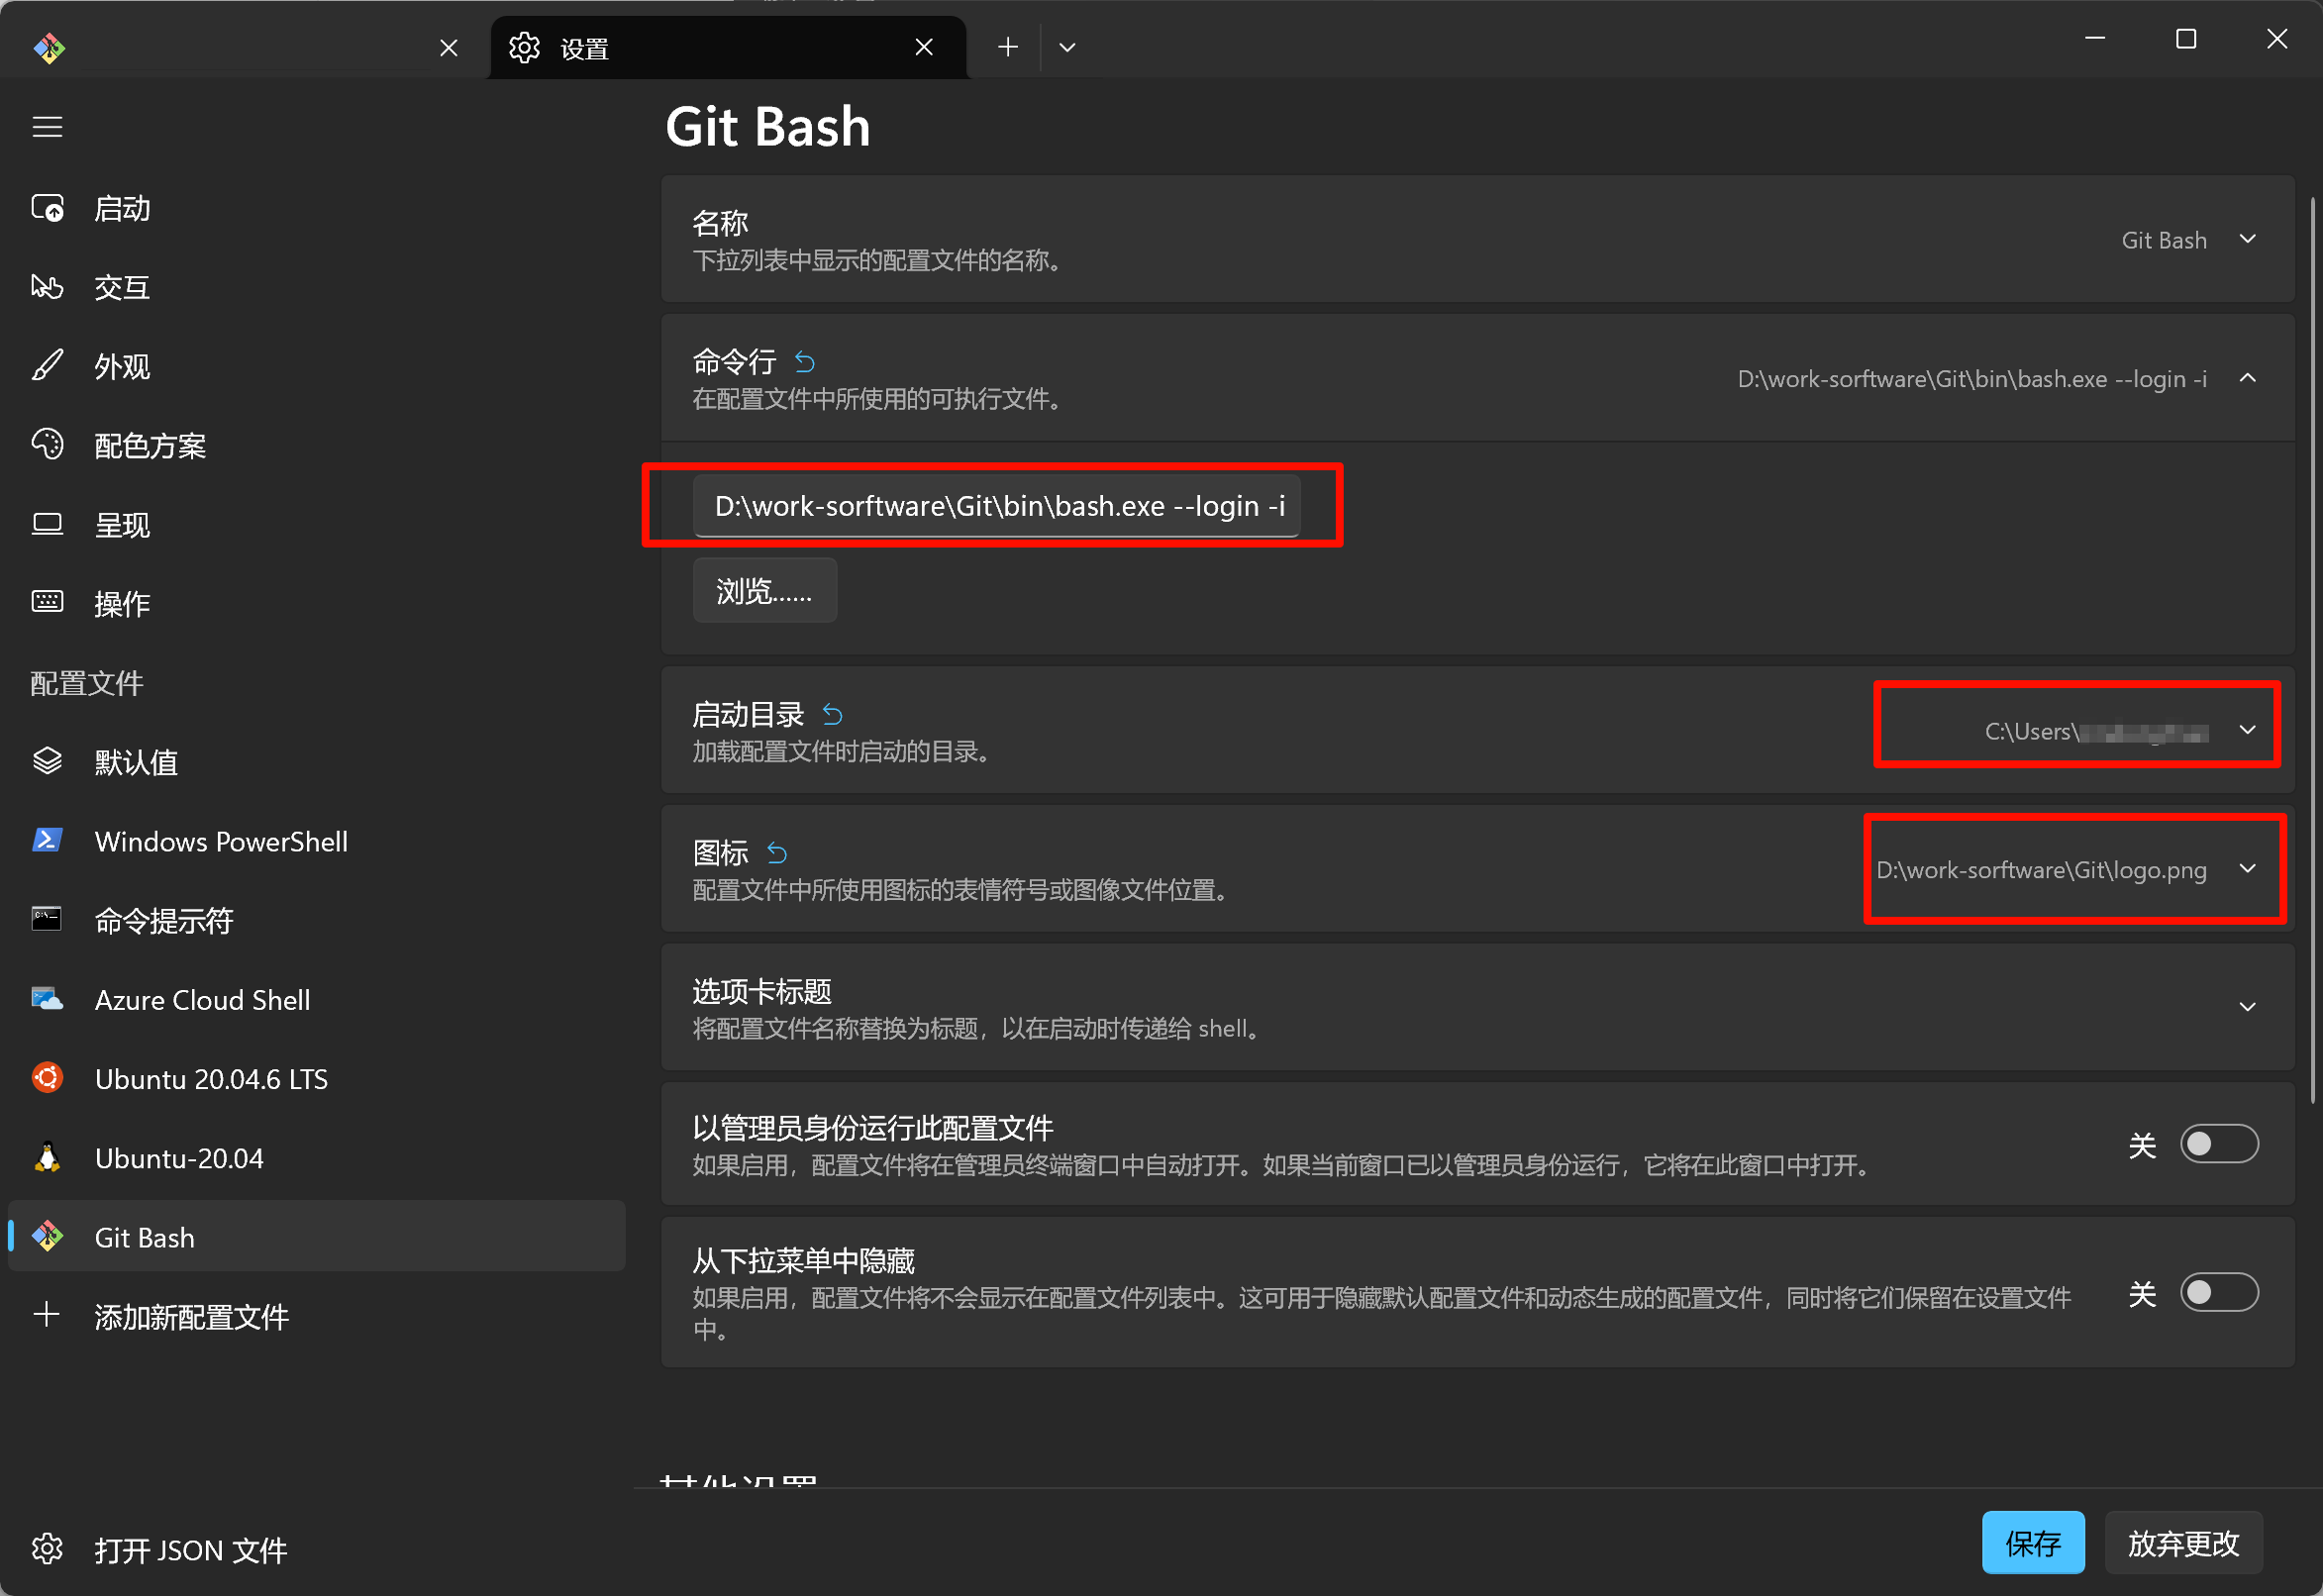 设置
Git Bash
启动
交互
外观
配色方案
呈现
操作
配置文件
默认值
Windows PowerShell
命令提示符
Azure Cloud Shell
Ubuntu 20.04.6 LTS
Ubuntu-20.04
Git Bash
添加新配置文件
打开 JSON 文件
名称
下拉列表中显示的配置文件的名称。
Git Bash
命令行
在配置文件中所使用的可执行文件。
D:\work-sorftware\Git\bin\bash.exe --login -i
D:\work-sorftware\Git\bin\bash.exe --login -i
浏览......
启动目录
加载配置文件时启动的目录。
C:\Users\
图标
配置文件中所使用图标的表情符号或图像文件位置。
D:\work-sorftware\Git\logo.png
选项卡标题
将配置文件名称替换为标题，以在启动时传递给 shell。
以管理员身份运行此配置文件
如果启用，配置文件将在管理员终端窗口中自动打开。如果当前窗口已以管理员身份运行，它将在此窗口中打开。
关
从下拉菜单中隐藏
如果启用，配置文件将不会显示在配置文件列表中。这可用于隐藏默认配置文件和动态生成的配置文件，同时将它们保留在设置文件
中。
关
其他设置
保存
放弃更改